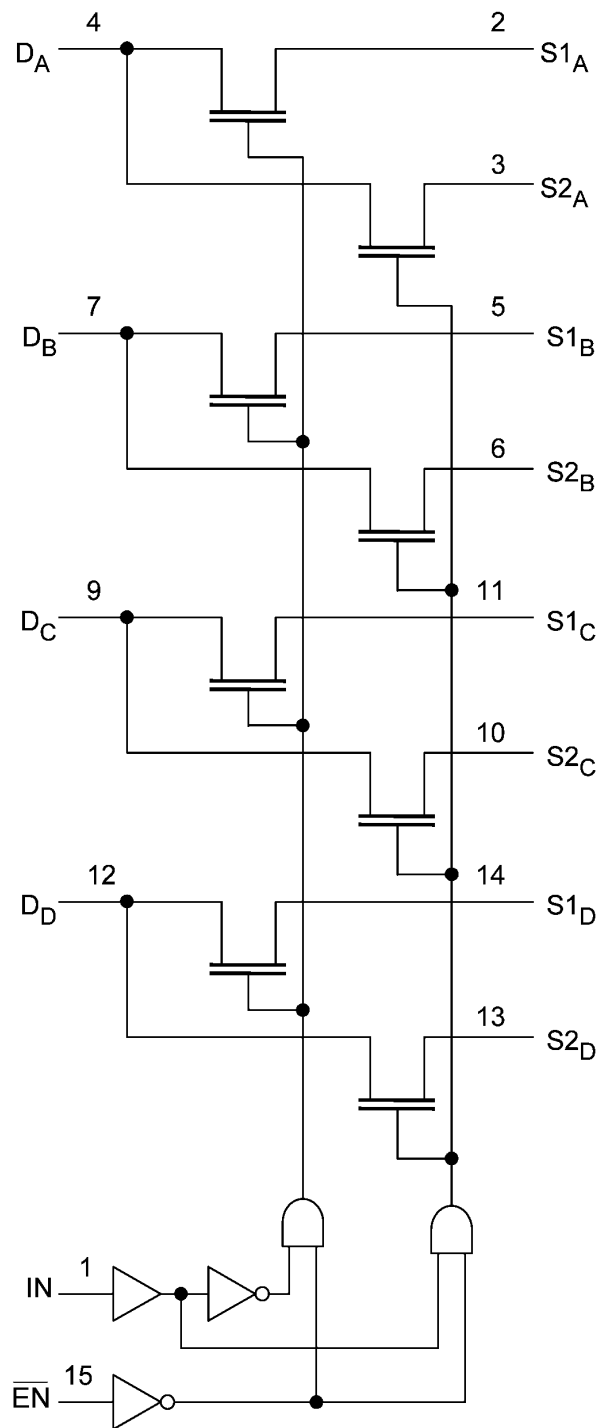 4 2
D_A S1_A
3
S2_A
7 5
D_B S1_B
6
S2_B
9 11
D_C S1_C
10
S2_C
12 14
D_D S1_D
13
S2_D
1
IN
15
E̅N̅